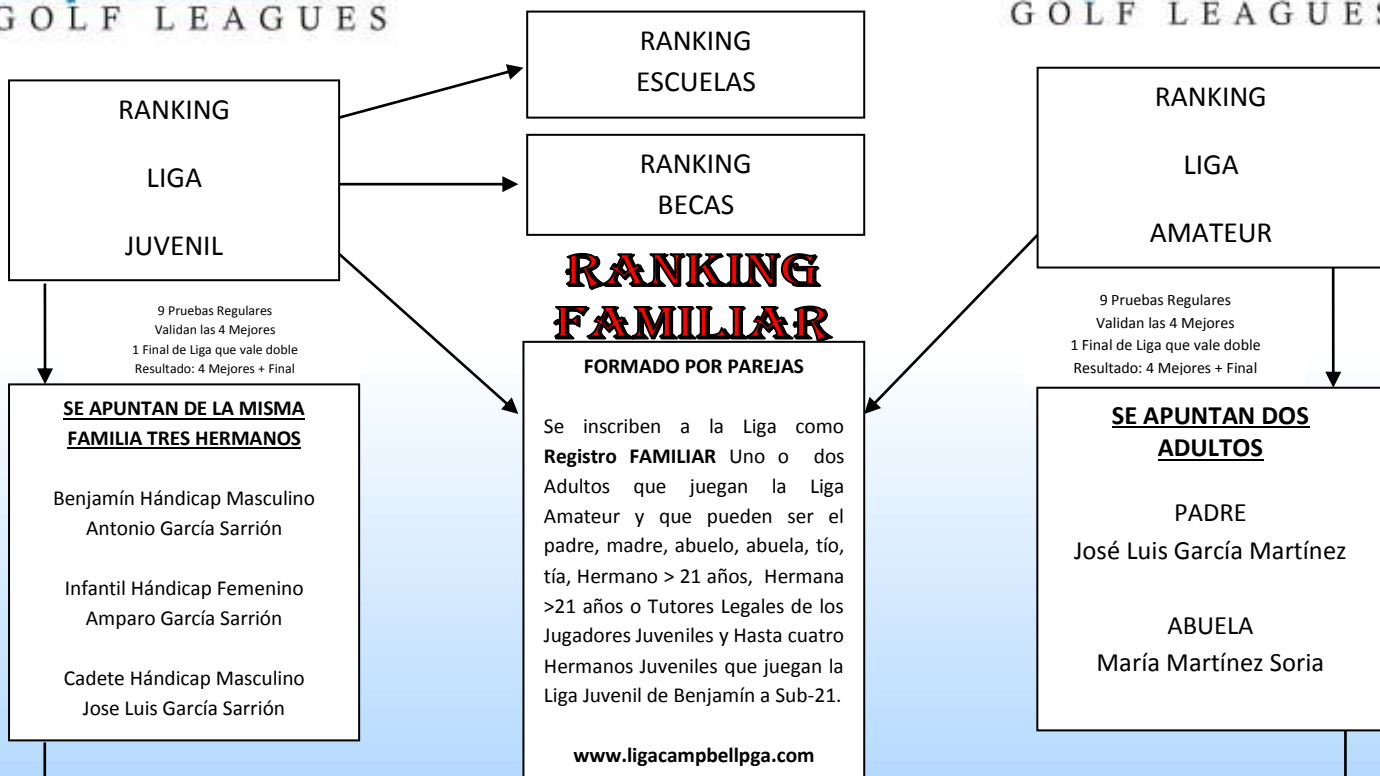 GOLF LEAGUES
GOLF LEAGUES
RANKING
LIGA
JUVENIL
RANKING
ESCUELAS
RANKING
BECAS
RANKING
LIGA
AMATEUR
9 Pruebas Regulares
Validan las 4 Mejores
1 Final de Liga que vale doble
Resultado: 4 Mejores + Final
RANKING
FAMILIAR
9 Pruebas Regulares
Validan las 4 Mejores
1 Final de Liga que vale doble
Resultado: 4 Mejores + Final
SE APUNTAN DE LA MISMA
FAMILIA TRES HERMANOS
Benjamín Hándicap Masculino
Antonio García Sarrión
Infantil Hándicap Femenino
Amparo García Sarrión
Cadete Hándicap Masculino
Jose Luis García Sarrión
FORMADO POR PAREJAS
Se inscriben a la Liga como
Registro FAMILIAR Uno o dos
Adultos que juegan la Liga
Amateur y que pueden ser el
padre, madre, abuelo, abuela, tío,
tía, Hermano > 21 años, Hermana
>21 años o Tutores Legales de los
Jugadores Juveniles y Hasta cuatro
Hermanos Juveniles que juegan la
Liga Juvenil de Benjamín a Sub-21.
www.ligacampbellpga.com
SE APUNTAN DOS
ADULTOS
PADRE
José Luis García Martínez
ABUELA
María Martínez Soria